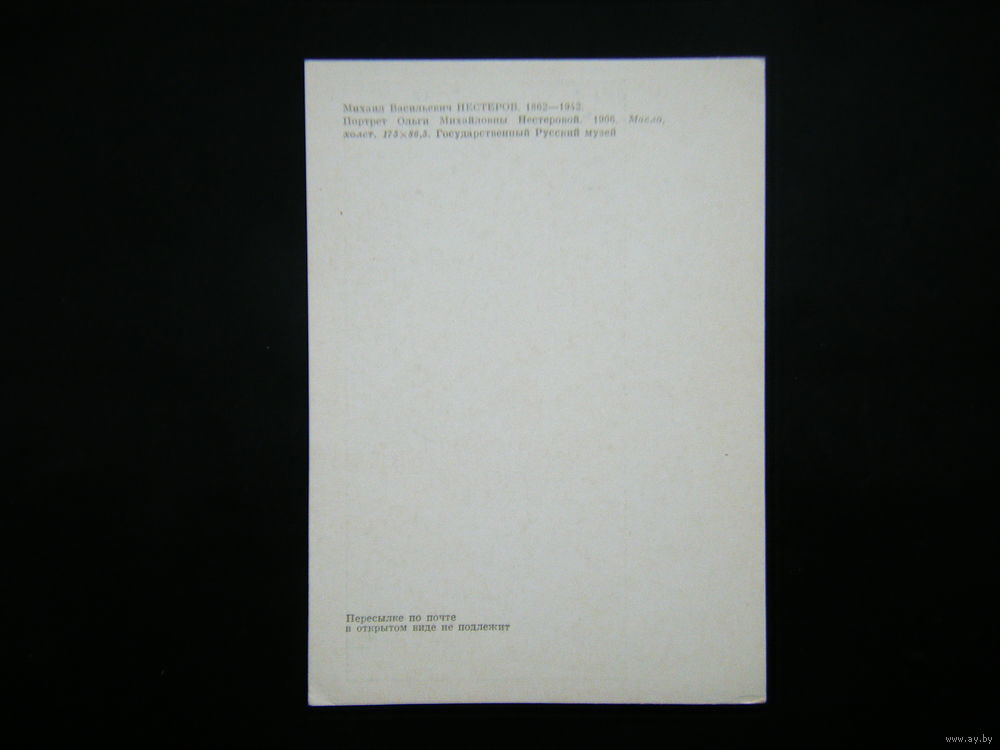 Михаил Васильевич НЕСТЕРОВ. 1862—1942.
Портрет Ольги Михайловны Нестеровой. 1906. Масло,
холст. 175×86,5. Государственный Русский музей
Пересылке по почте
в открытом виде не подлежит
www.ay.by